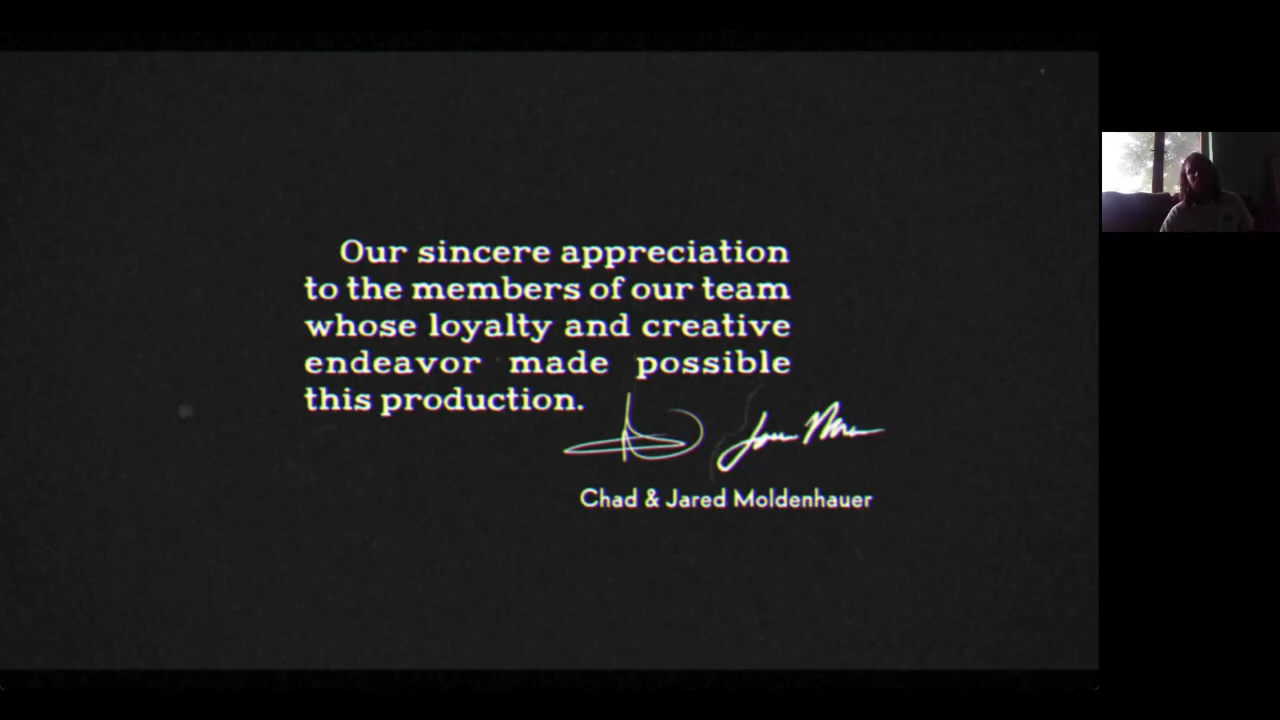 Our sincere appreciation
to the members of our team
whose loyalty and creative
endeavor made possible
this production.
Chad & Jared Moldenhauer